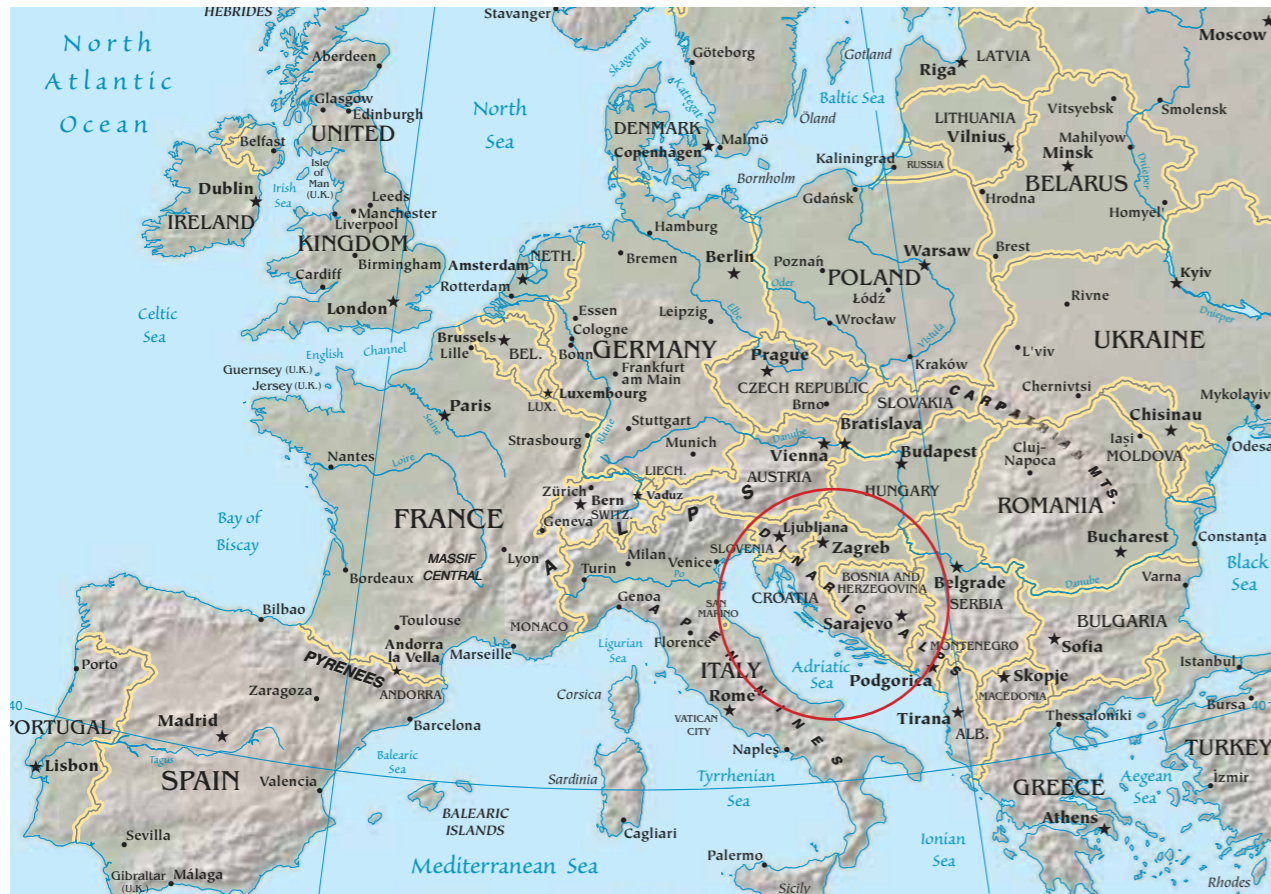 HEBRIDES
Stavanger
Moscow
North
Atlantic
Ocean
Aberdeen
Glasgow
Edinburgh
UNITED
KINGDOM
North
Sea
Skagerrak
Kattegat
Göteborg
Gotland
Riga
LATVIA
Baltic Sea
Öland
Vitsyebsk
Smolensk
LITHUANIA
Vilnius
Mahilyow
Minsk
Dnieper
BELARUS
DENMARK
Copenhagen
Malmö
Bornholm
Kaliningrad
RUSSIA
Gdańsk
Hrodna
Homyel'
Belfast
Isle
of
Man
(U.K.)
Irish
Sea
Dublin
IRELAND
Leeds
Manchester
Liverpool
Birmingham
Cardiff
London
Celtic
Sea
English Channel
Guernsey (U.K.)
Jersey (U.K.)
NETH.
Amsterdam
Rotterdam
Hamburg
Bremen
Berlin
Poznań
Warsaw
POLAND
Łódź
Brest
Kyiv
Rivne
Dnieper
Oder
Elbe
Essen
Cologne
Bonn
Leipzig
GERMANY
Wrocław
Vistula
Kraków
L'viv
UKRAINE
Brussels
Lille
BEL.
Frankfurt
am Main
Luxembourg
LUX.
Prague
CZECH REPUBLIC
Brno
SLOVAKIA
CARPATHIAN MTS.
Chernivtsi
Mykolayiv
Paris
Seine
Strasbourg
Rhine
Stuttgart
Munich
Danube
Vienna
Bratislava
Budapest
Cluj-
Napoca
Iași
Chisinau
MOLDOVA
Odesa
Nantes
Loire
LIECH.
AUSTRIA
HUNGARY
ROMANIA
Zürich
Bern
SWITZ.
Vaduz
Geneva
ALPS
FRANCE
Bay of
Biscay
MASSIF
CENTRAL
Lyon
Bordeaux
Milan
Venice
Turin
Po
SLOVENIA
Ljubljana
Zagreb
DINARIC ALPS
BOSNIA AND
HERZEGOVINA
CROATIA
Sarajevo
Belgrade
SERBIA
Bucharest
Constanţa
Danube
Varna
Black
Sea
BULGARIA
Sofia
Bilbao
Toulouse
Andorra
la Vella
ANDORRA
PYRENEES
Marseille
MONACO
Genoa
Ligurian
Sea
SAN
MARINO
Florence
APENNINES
ITALY
Adriatic
Sea
MONTENEGRO
Podgorica
Skopje
MACEDONIA
Istanbul
Porto
Zaragoza
Corsica
Rome
VATICAN
CITY
Tirana
ALB.
Thessaloniki
Bursa
40
40
PORTUGAL
Madrid
Barcelona
Lisbon
Tagus
SPAIN
Valencia
Balearic
Sea
BALEARIC
ISLANDS
Sardinia
Naples
Tyrrhenian
Sea
Cagliari
GREECE
Athens
Aegean
Sea
TURKEY
İzmir
Sevilla
Gibraltar
(U.K.)
Málaga
Mediterranean Sea
Palermo
Sicily
Ionian
Sea
Rhodes